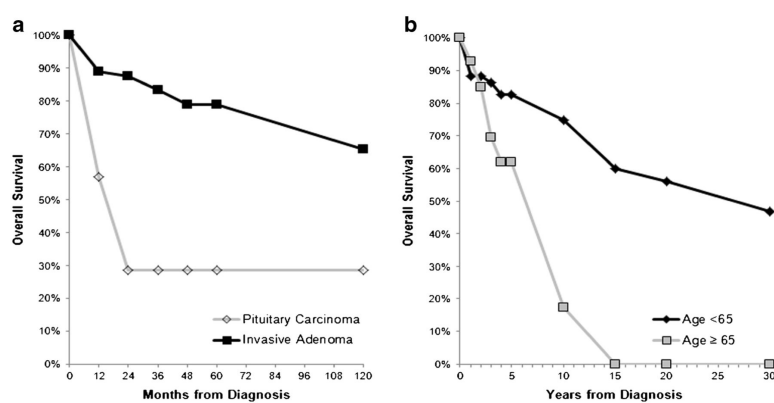 a
100%
90%
80%
70%
60%
50%
40%
30%
20%
10%
0%
Overall Survival
0 12 24 36 48 60 72 84 96 108 120
Months from Diagnosis
Pituitary Carcinoma
Invasive Adenoma
b
100%
90%
80%
70%
60%
50%
40%
30%
20%
10%
0%
Overall Survival
0 5 10 15 20 30
Years from Diagnosis
Age <65
Age ≥ 65